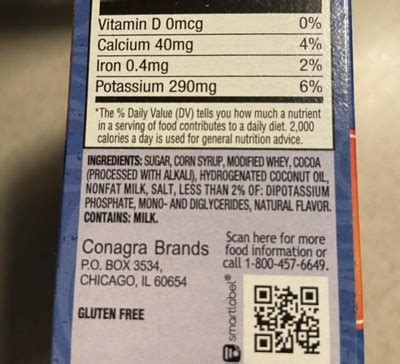 Vitamin D 0mcg 0%
Calcium 40mg 4%
Iron 0.4mg 2%
Potassium 290mg 6%
*The % Daily Value (DV) tells you how much a nutrient
in a serving of food contributes to a daily diet. 2,000
calories a day is used for general nutrition advice.
INGREDIENTS: SUGAR, CORN SYRUP, MODIFIED WHEY, COCOA
(PROCESSED WITH ALKALI), HYDROGENATED COCONUT OIL,
NONFAT MILK, SALT, LESS THAN 2% OF: DIPOTASSIUM
PHOSPHATE, MONO- AND DIGLYCERIDES, NATURAL FLAVOR.
CONTAINS: MILK.
Conagra Brands
P.O. BOX 3534,
CHICAGO, IL 60654
GLUTEN FREE
Scan here for more
food information or
call 1-800-457-6649.
smartlabel®